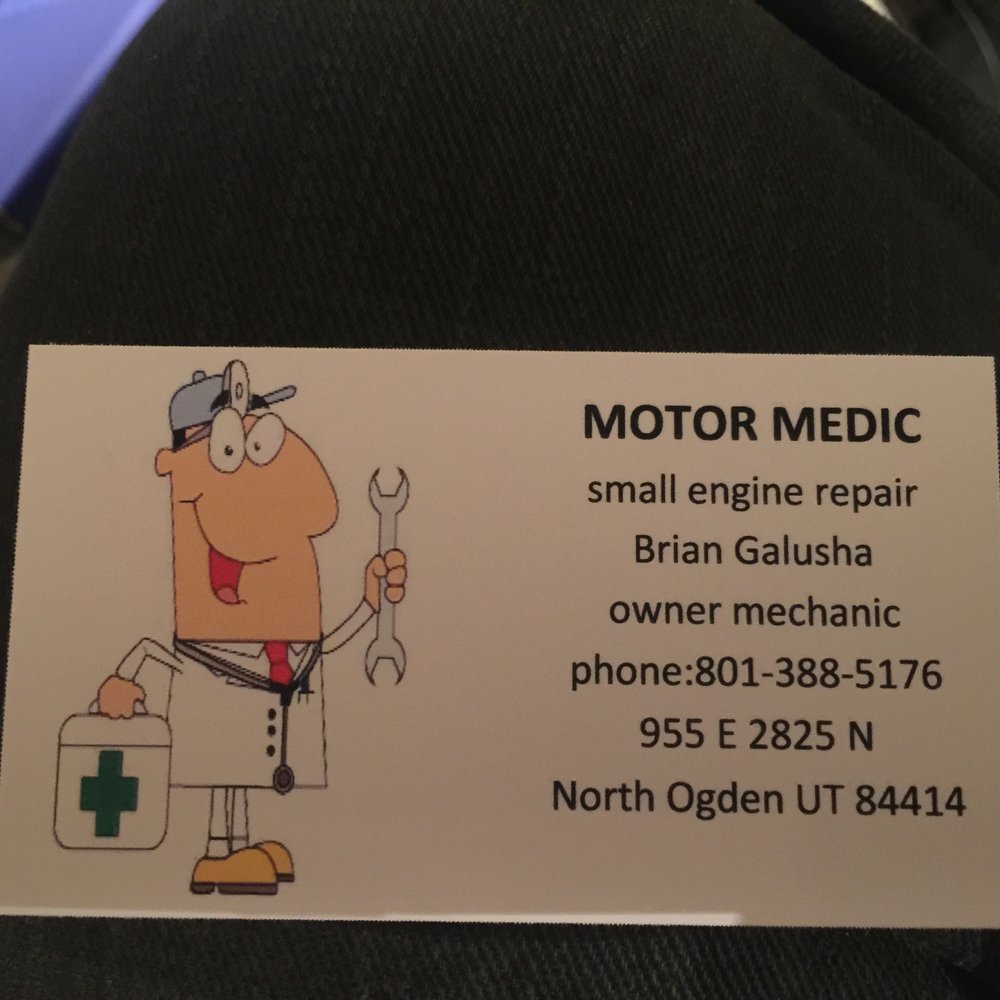 MOTOR MEDIC
small engine repair
Brian Galusha
owner mechanic
phone:801-388-5176
955 E 2825 N
North Ogden UT 84414